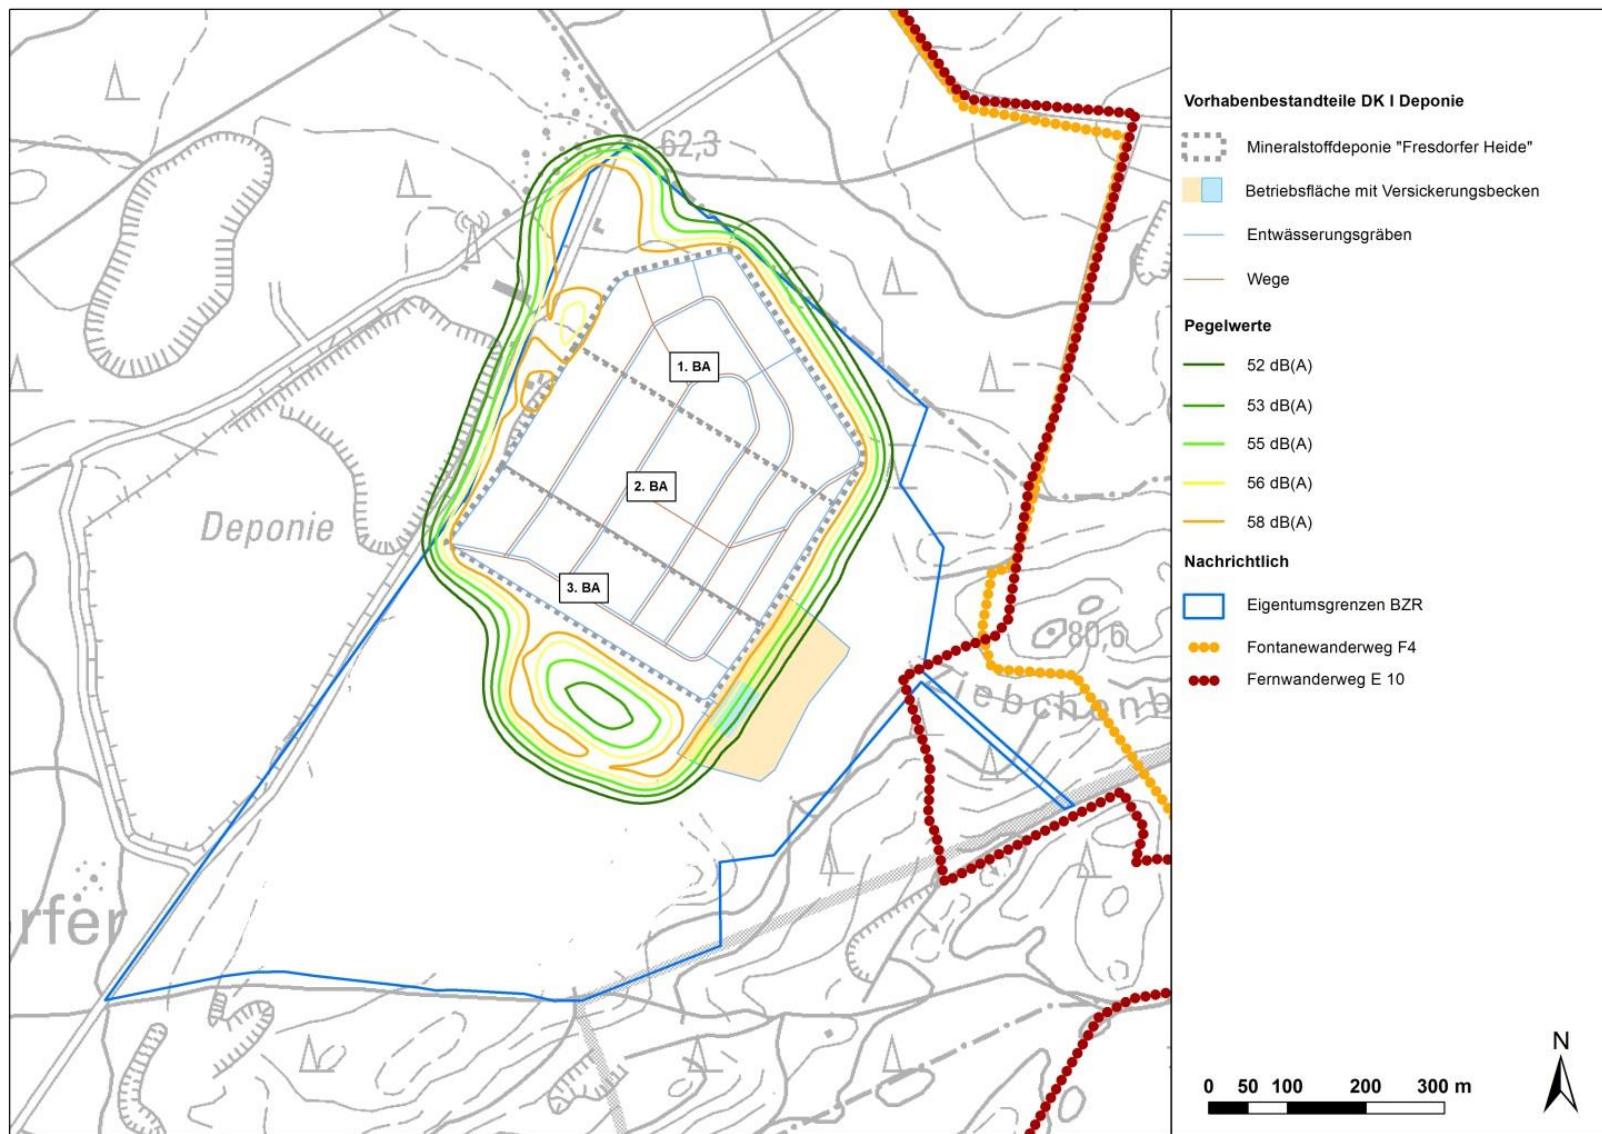 62,3
1. BA
2. BA
Deponie
3. BA
80,6
iebchenb
rfer
Vorhabenbestandteile DK I Deponie
Mineralstoffdeponie "Fresdorfer Heide"
Betriebsfläche mit Versickerungsbecken
Entwässerungsgräben
Wege
Pegelwerte
52 dB(A)
53 dB(A)
55 dB(A)
56 dB(A)
58 dB(A)
Nachrichtlich
Eigentumsgrenzen BZR
Fontanewanderweg F4
Fernwanderweg E 10
N
0 50 100 200 300 m